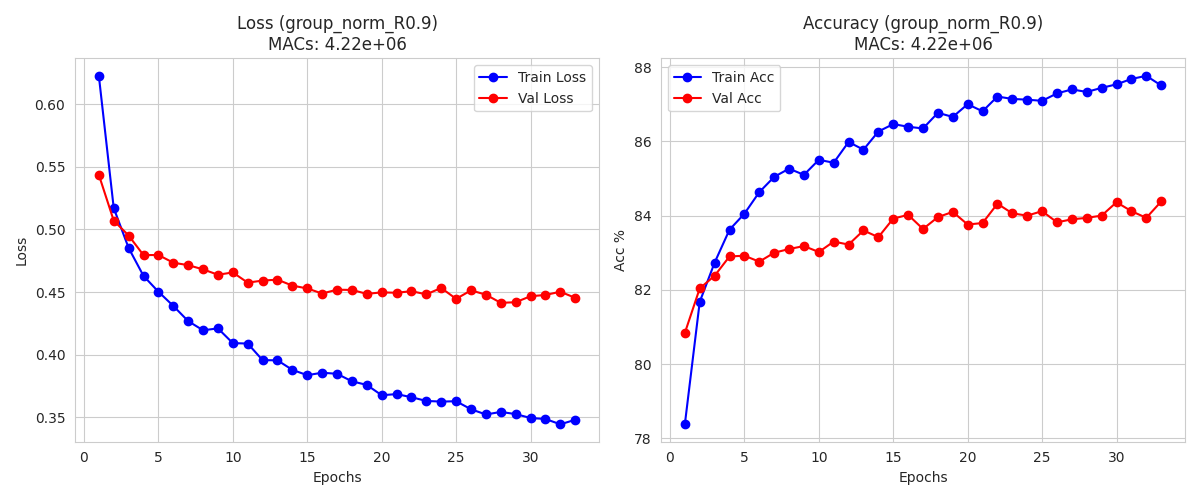 Loss (group_norm_R0.9)
MACs: 4.22e+06
Train Loss
Val Loss
0.60
0.55
0.50
0.45
0.40
0.35
Loss
0 5 10 15 20 25 30
Epochs
Accuracy (group_norm_R0.9)
MACs: 4.22e+06
Train Acc
Val Acc
88
86
84
82
80
78
Acc %
0 5 10 15 20 25 30
Epochs